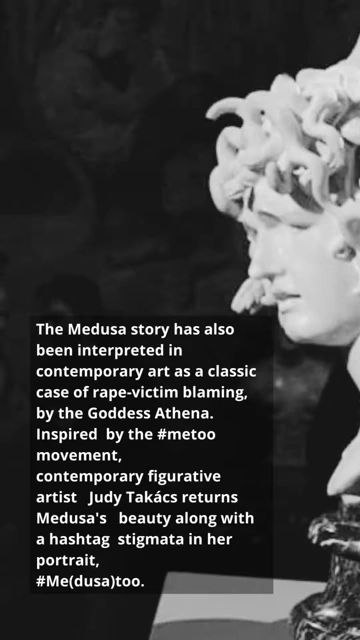 The Medusa story has also
been interpreted in
contemporary art as a classic
case of rape-victim blaming,
by the Goddess Athena.
Inspired by the #metoo
movement,
contemporary figurative
artist Judy Takács returns
Medusa's beauty along with
a hashtag stigmata in her
portrait,
#Me(dusa)too.